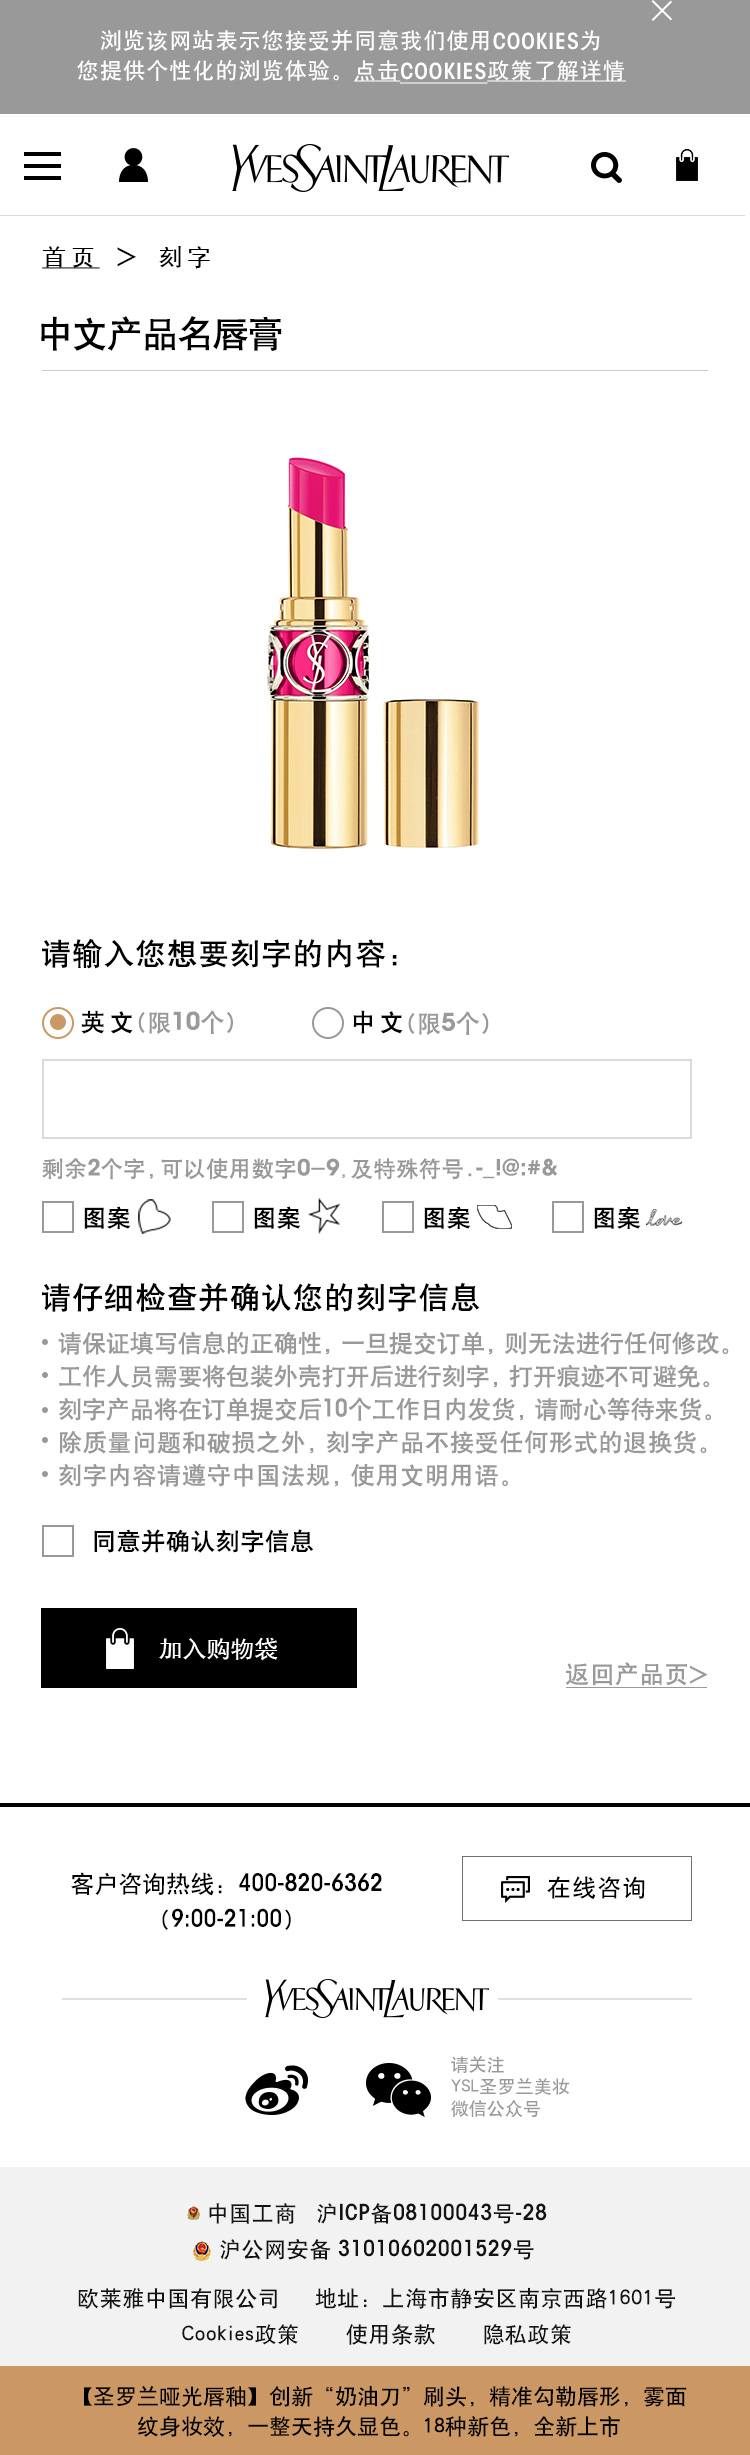 浏览该网站表示您接受并同意我们使用COOKIES为
您提供个性化的浏览体验。点击COOKIES政策了解详情
YVESSAINTLAURENT
首页 > 刻字
中文产品名唇膏
请输入您想要刻字的内容：
英文(限10个) 中文(限5个)
剩余2个字, 可以使用数字0-9, 及特殊符号.-_!@:#&
图案 图案 图案 图案 love
请仔细检查并确认您的刻字信息
• 请保证填写信息的正确性, 一旦提交订单, 则无法进行任何修改。
• 工作人员需要将包装外壳打开后进行刻字, 打开痕迹不可避免。
• 刻字产品将在订单提交后10个工作日内发货, 请耐心等待来货。
• 除质量问题和破损之外, 刻字产品不接受任何形式的退换货。
• 刻字内容请遵守中国法规, 使用文明用语。
同意并确认刻字信息
加入购物袋
返回产品页>
客户咨询热线：400-820-6362
（9:00-21:00）
在线咨询
YVESSAINTLAURENT
请关注
YSL圣罗兰美妆
微信公众号
中国工商 沪ICP备08100043号-28
沪公网安备 31010602001529号
欧莱雅中国有限公司 地址：上海市静安区南京西路1601号
Cookies政策 使用条款 隐私政策
【圣罗兰哑光唇釉】创新“奶油刀”刷头，精准勾勒唇形，雾面
纹身妆效，一整天持久显色。18种新色，全新上市